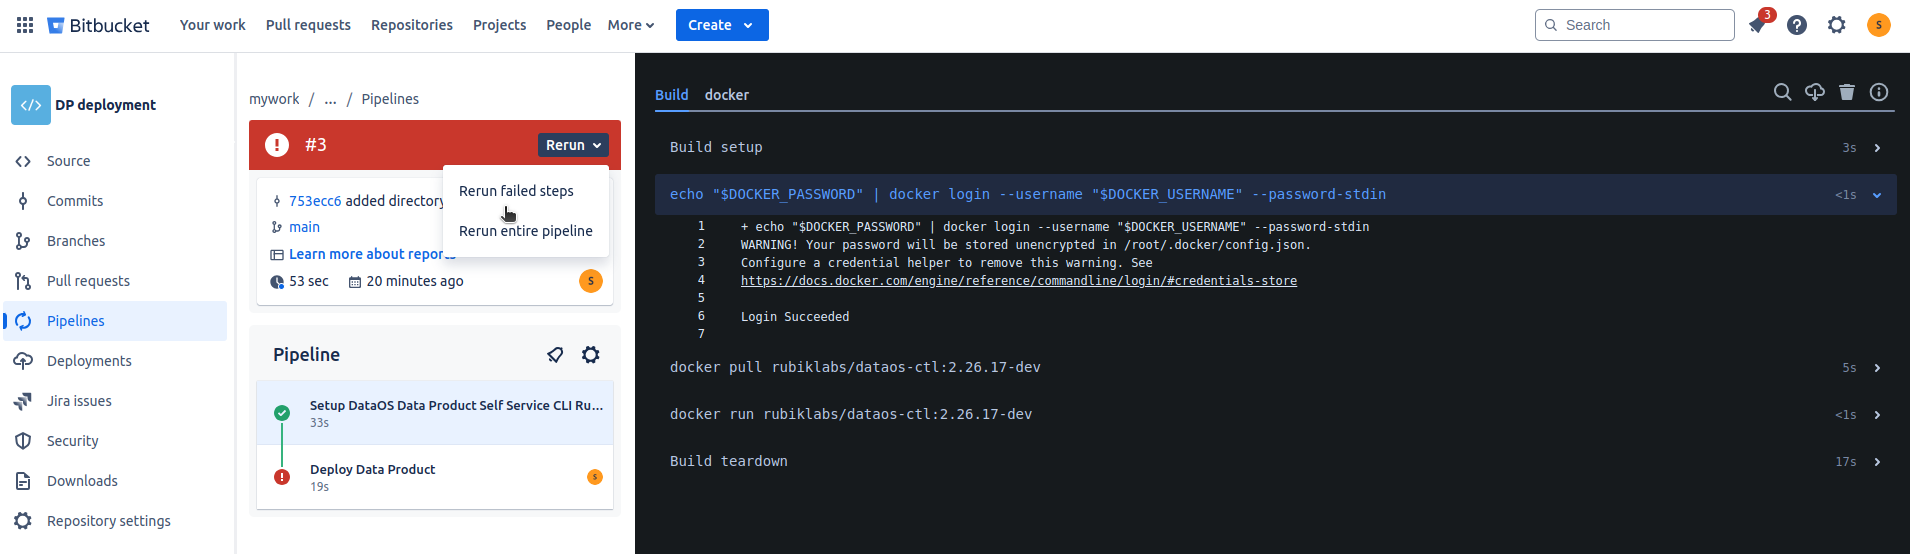 Bitbucket
Your work
Pull requests
Repositories
Projects
People
More
Create
Search
3
?
S
</> DP deployment
Source
Commits
Branches
Pull requests
Pipelines
Deployments
Jira issues
Security
Downloads
Repository settings
mywork / ... / Pipelines
! #3
Rerun
Rerun failed steps
Rerun entire pipeline
753ecc6 added directory
main
Learn more about reports
53 sec
20 minutes ago
S
Pipeline
Setup DataOS Data Product Self Service CLI Ru...
33s
Deploy Data Product
19s
S
Build
docker
Build setup
3s
echo "$DOCKER_PASSWORD" | docker login --username "$DOCKER_USERNAME" --password-stdin
<1s
1 + echo "$DOCKER_PASSWORD" | docker login --username "$DOCKER_USERNAME" --password-stdin
2 WARNING! Your password will be stored unencrypted in /root/.docker/config.json.
3 Configure a credential helper to remove this warning. See
4 https://docs.docker.com/engine/reference/commandline/login/#credentials-store
5
6 Login Succeeded
7
docker pull rubiklabs/dataos-ctl:2.26.17-dev
5s
docker run rubiklabs/dataos-ctl:2.26.17-dev
<1s
Build teardown
17s